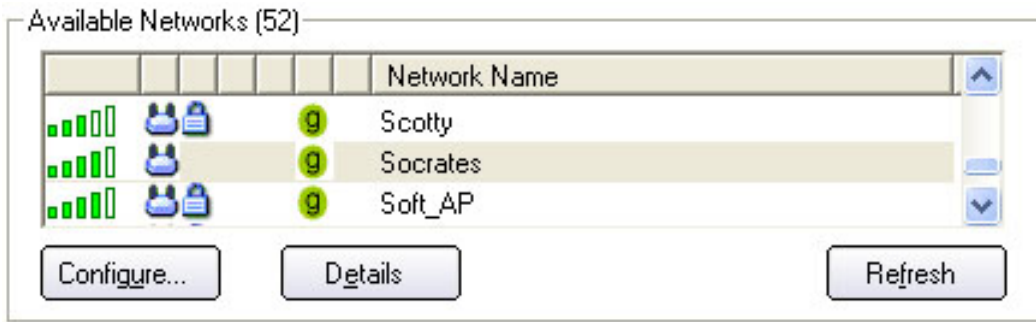 Available Networks (52)
Network Name
g Scotty
g Socrates
g Soft_AP
Configure... Details Refresh